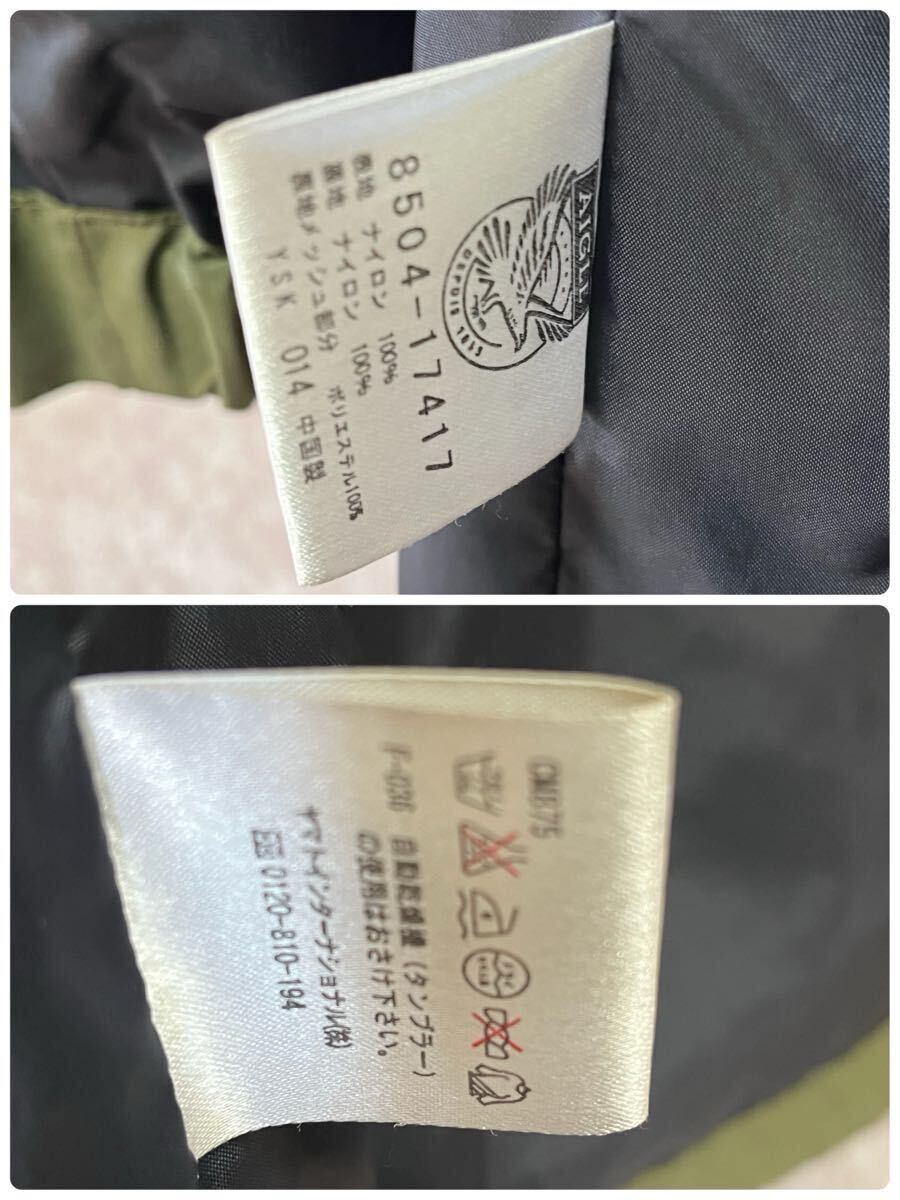 AIGLE
DEPUIS 1853
8504-17417
表地 ナイロン 100%
裏地 ナイロン 100%
裏地メッシュ部分 ポリエステル100%
YSK 014 中国製
CM875
F-036 自動乾燥機(タンブラー)
の使用はおさけ下さい。
ヤマトインターナショナル(株)
0120-810-194